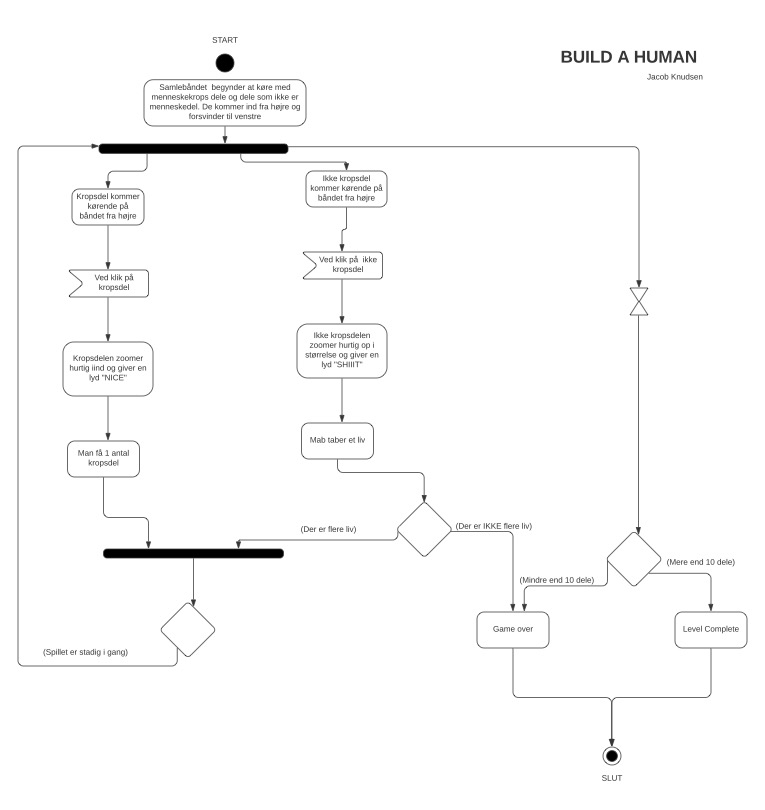 START
BUILD A HUMAN
Jacob Knudsen
Samlebåndet begynder at køre med
menneskekrops dele og dele som ikke er
menneskedel. De kommer ind fra højre og
forsvinder til venstre
Kropsdel kommer
kørende på
båndet fra højre
Ikke kropsdel
kommer kørende på
båndet fra højre
Ved klik på
kropsdel
Ved klik på ikke
kropsdel
Kropsdelen zoomer
hurtig iind og giver en
lyd "NICE"
Ikke kropsdelen
zoomer hurtig op i
størrelse og giver en
lyd "SHIIIT"
Man få 1 antal
kropsdel
Mab taber et liv
(Der er flere liv)
(Der er IKKE flere liv)
(Mindre end 10 dele)
(Mere end 10 dele)
Game over
Level Complete
(Spillet er stadig i gang)
SLUT